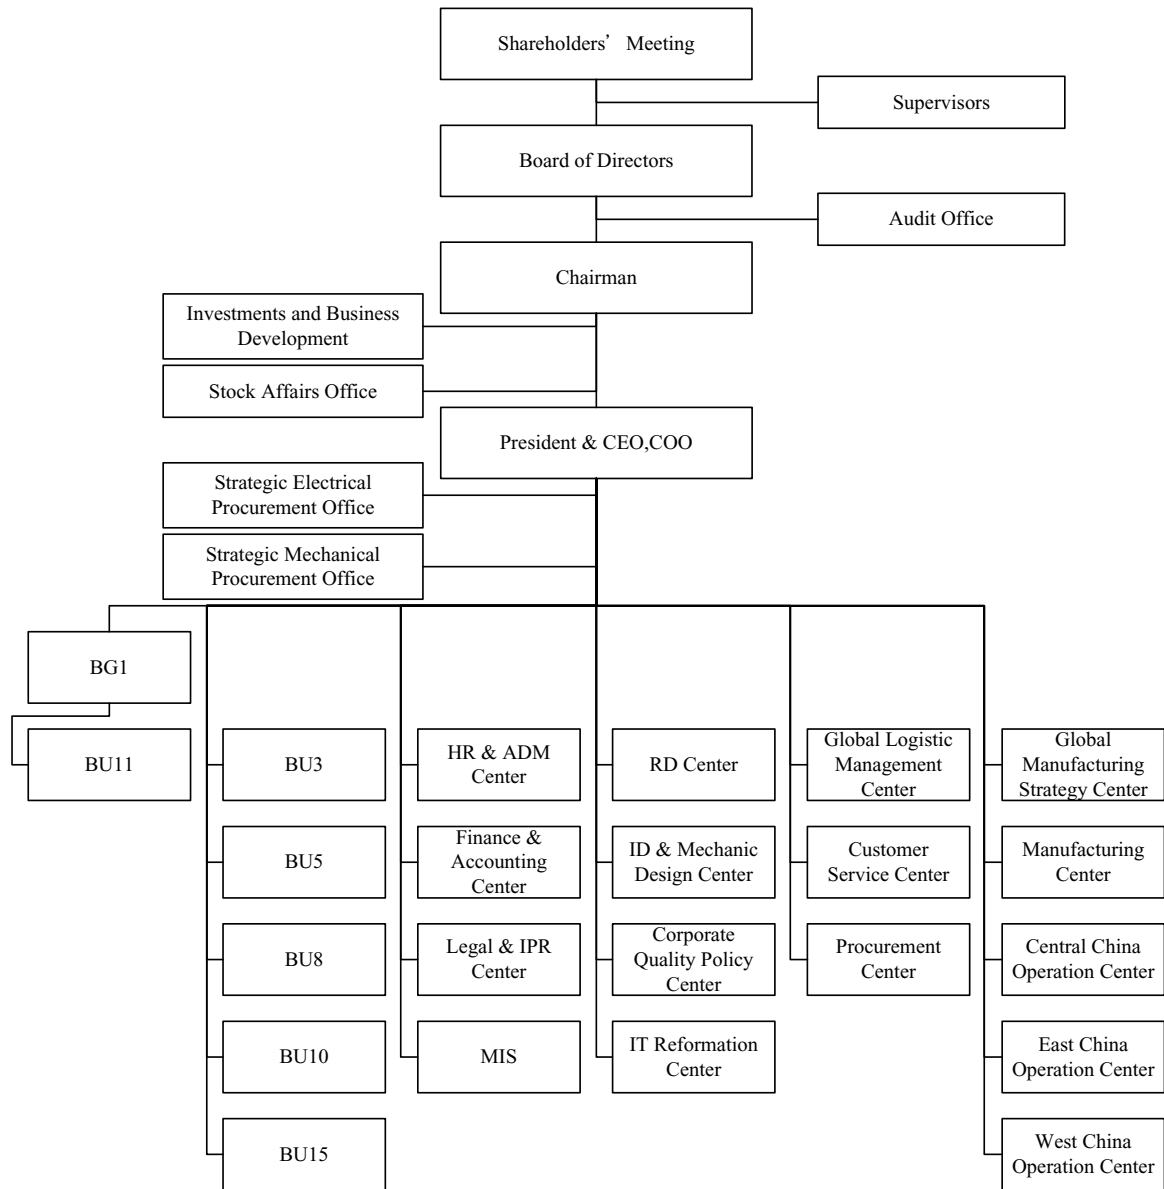 Shareholders’ Meeting
Supervisors
Board of Directors
Audit Office
Chairman
Investments and Business
Development
Stock Affairs Office
President & CEO,COO
Strategic Electrical
Procurement Office
Strategic Mechanical
Procurement Office
BG1
BU11
BU3
BU5
BU8
BU10
BU15
HR & ADM
Center
Finance &
Accounting
Center
Legal & IPR
Center
MIS
RD Center
ID & Mechanic
Design Center
Corporate
Quality Policy
Center
IT Reformation
Center
Global Logistic
Management
Center
Customer
Service Center
Procurement
Center
Global
Manufacturing
Strategy Center
Manufacturing
Center
Central China
Operation Center
East China
Operation Center
West China
Operation Center